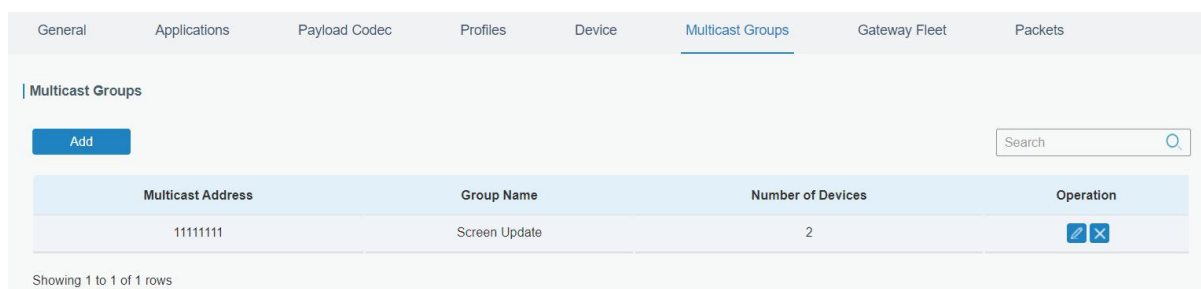 General Applications Payload Codec Profiles Device Multicast Groups Gateway Fleet Packets
Multicast Groups
Add Search
Multicast Address Group Name Number of Devices Operation
11111111 Screen Update 2
Showing 1 to 1 of 1 rows